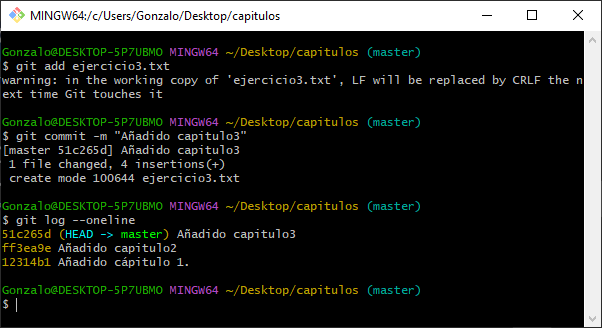 MINGW64:/c/Users/Gonzalo/Desktop/capitulos
Gonzalo@DESKTOP-5P7UBMO MINGW64 ~/Desktop/capitulos (master)
$ git add ejercicio3.txt
warning: in the working copy of 'ejercicio3.txt', LF will be replaced by CRLF the n
ext time Git touches it
Gonzalo@DESKTOP-5P7UBMO MINGW64 ~/Desktop/capitulos (master)
$ git commit -m "Añadido capitulo3"
[master 51c265d] Añadido capitulo3
1 file changed, 4 insertions(+)
create mode 100644 ejercicio3.txt
Gonzalo@DESKTOP-5P7UBMO MINGW64 ~/Desktop/capitulos (master)
$ git log --oneline
51c265d (HEAD -> master) Añadido capitulo3
ff3ea9e Añadido capitulo2
12314b1 Añadido cápitulo 1.
Gonzalo@DESKTOP-5P7UBMO MINGW64 ~/Desktop/capitulos (master)
$